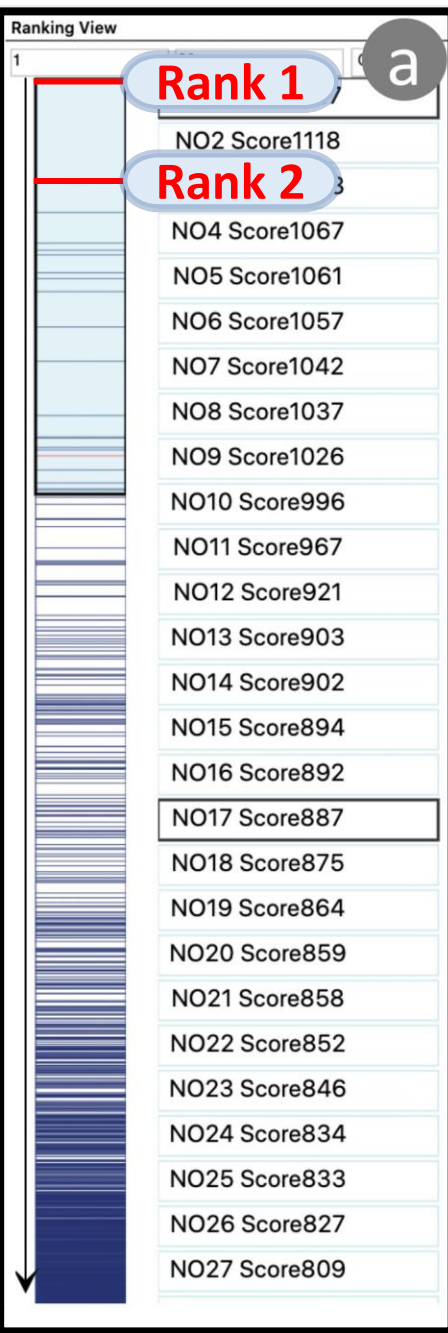 Ranking View
a
1
Rank 1
7
NO2 Score1118
Rank 2
NO4 Score1067
NO5 Score1061
NO6 Score1057
NO7 Score1042
NO8 Score1037
NO9 Score1026
NO10 Score996
NO11 Score967
NO12 Score921
NO13 Score903
NO14 Score902
NO15 Score894
NO16 Score892
NO17 Score887
NO18 Score875
NO19 Score864
NO20 Score859
NO21 Score858
NO22 Score852
NO23 Score846
NO24 Score834
NO25 Score833
NO26 Score827
NO27 Score809